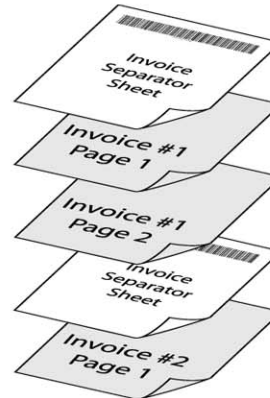 Invoice
Separator
Sheet
Invoice #1
Page 1
Invoice #1
Page 2
Invoice
Separator
Sheet
Invoice #2
Page 1